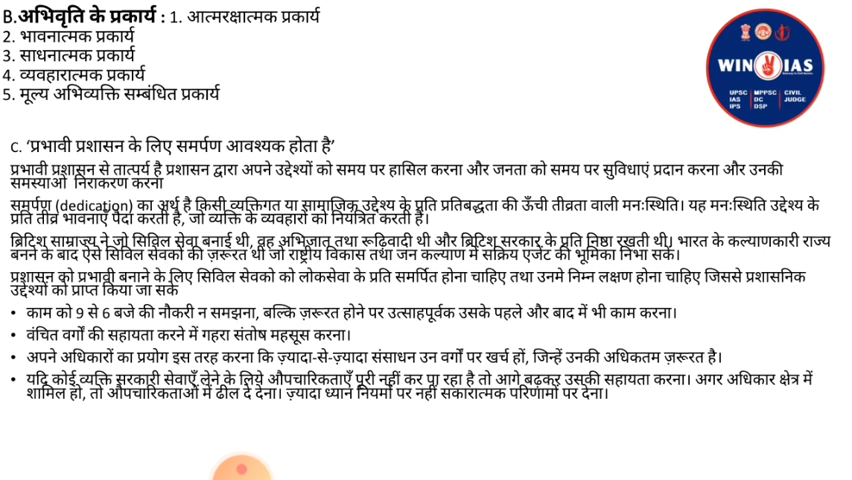 B.अभिवृति के प्रकार्य : 1. आत्मरक्षात्मक प्रकार्य
2. भावनात्मक प्रकार्य
3. साधनात्मक प्रकार्य
4. व्यवहारात्मक प्रकार्य
5. मूल्य अभिव्यक्ति सम्बंधित प्रकार्य
WIN IAS
UPSC IAS IPS | MPPSC DC DSP | CIVIL JUDGE
C. ‘प्रभावी प्रशासन के लिए समर्पण आवश्यक होता है’
प्रभावी प्रशासन से तात्पर्य है प्रशासन द्वारा अपने उद्देश्यों को समय पर हासिल करना और जनता को समय पर सुविधाएं प्रदान करना और उनकी
समस्याओ निराकरण करना
समर्पण (dedication) का अर्थ है किसी व्यक्तिगत या सामाजिक उद्देश्य के प्रति प्रतिबद्धता की ऊँची तीव्रता वाली मनःस्थिति। यह मनःस्थिति उद्देश्य के
प्रति तीव्र भावनाएँ पैदा करती है, जो व्यक्ति के व्यवहारों को नियंत्रित करती हैं।
ब्रिटिश साम्राज्य ने जो सिविल सेवा बनाई थी, वह अभिजात तथा रूढ़िवादी थी और ब्रिटिश सरकार के प्रति निष्ठा रखती थी। भारत के कल्याणकारी राज्य
बनने के बाद ऐसे सिविल सेवकों की ज़रूरत थी जो राष्ट्रीय विकास तथा जन कल्याण में सक्रिय एजेंट की भूमिका निभा सकें।
प्रशासन को प्रभावी बनाने के लिए सिविल सेवको को लोकसेवा के प्रति समर्पित होना चाहिए तथा उनमे निम्न लक्षण होना चाहिए जिससे प्रशासनिक
उद्देश्यों को प्राप्त किया जा सके
• काम को 9 से 6 बजे की नौकरी न समझना, बल्कि ज़रूरत होने पर उत्साहपूर्वक उसके पहले और बाद में भी काम करना।
• वंचित वर्गों की सहायता करने में गहरा संतोष महसूस करना।
• अपने अधिकारों का प्रयोग इस तरह करना कि ज़्यादा-से-ज़्यादा संसाधन उन वर्गों पर खर्च हों, जिन्हें उनकी अधिकतम ज़रूरत है।
• यदि कोई व्यक्ति सरकारी सेवाएँ लेने के लिये औपचारिकताएँ पूरी नहीं कर पा रहा है तो आगे बढ़कर उसकी सहायता करना। अगर अधिकार क्षेत्र में
शामिल हो, तो औपचारिकताओं में ढील दे देना। ज़्यादा ध्यान नियमों पर नहीं सकारात्मक परिणामों पर देना।